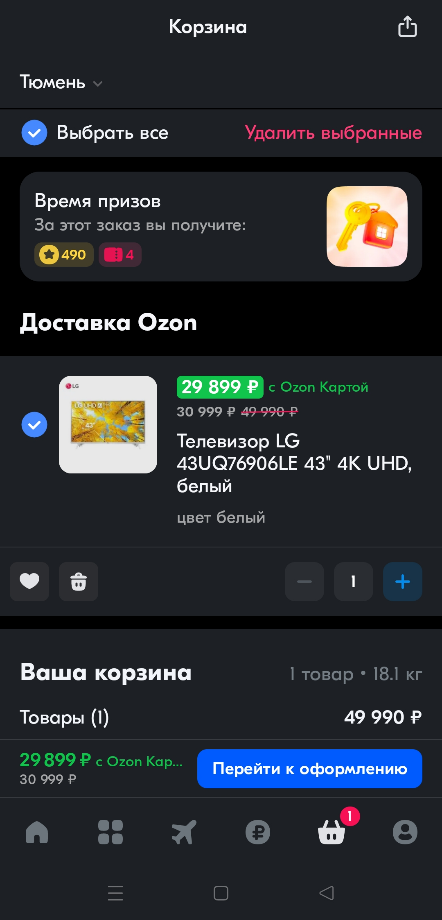 Корзина
Тюмень
Выбрать все
Удалить выбранные
Время призов
За этот заказ вы получите:
490
4
Доставка Ozon
LG
43"
29 899 ₽ с Ozon Картой
30 999 ₽ 49 990 ₽
Телевизор LG
43UQ76906LE 43" 4K UHD,
белый
цвет белый
1
Ваша корзина
1 товар • 18.1 кг
Товары (1)
49 990 ₽
29 899 ₽ с Ozon Кар...
30 999 ₽
Перейти к оформлению
₽
1